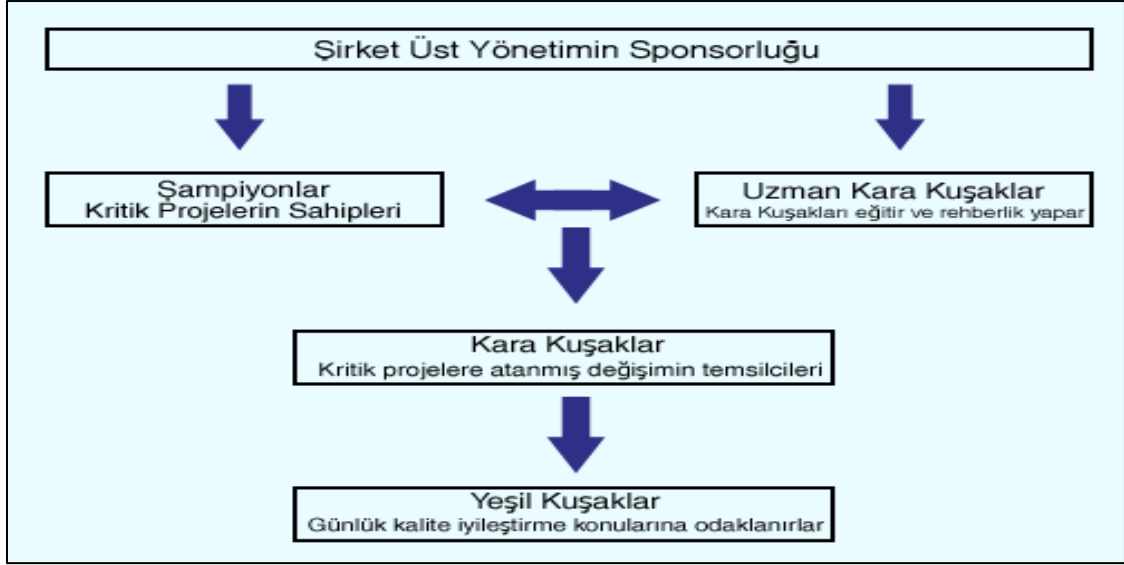 Şirket Üst Yönetimin Sponsorluğu
Şampiyonlar
Kritik Projelerin Sahipleri
Uzman Kara Kuşaklar
Kara Kuşakları eğitir ve rehberlik yapar
Kara Kuşaklar
Kritik projelere atanmış değişimin temsilcileri
Yeşil Kuşaklar
Günlük kalite iyileştirme konularına odaklanırlar